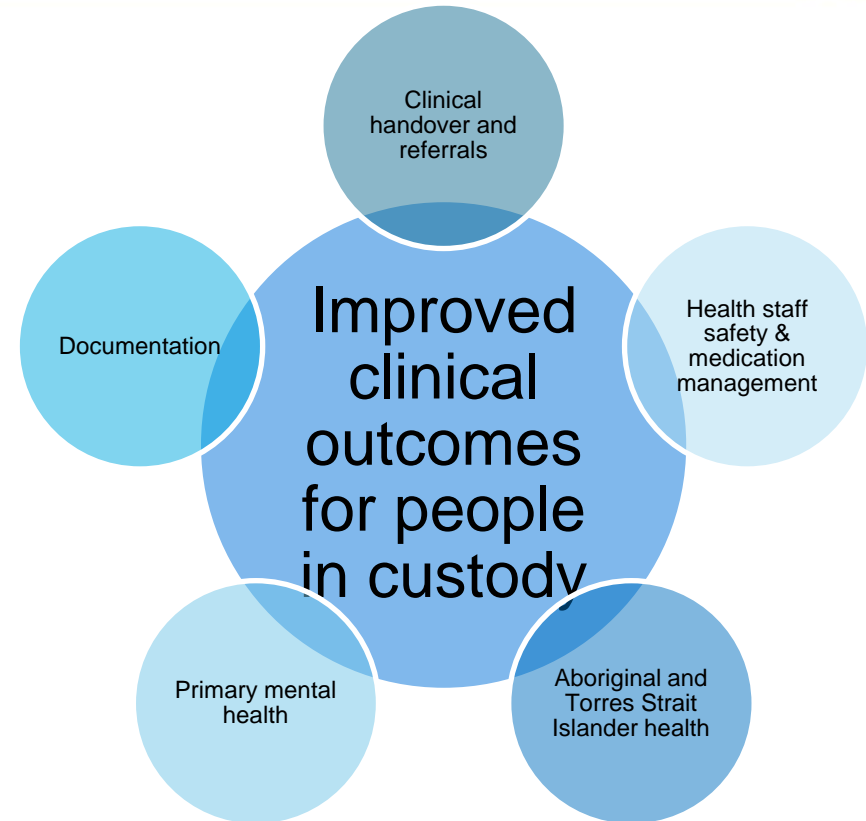 Clinical
handover and
referrals
Health staff
safety &
medication
management
Aboriginal and
Torres Strait
Islander health
Primary mental
health
Documentation
Improved
clinical
outcomes
for people
in custody